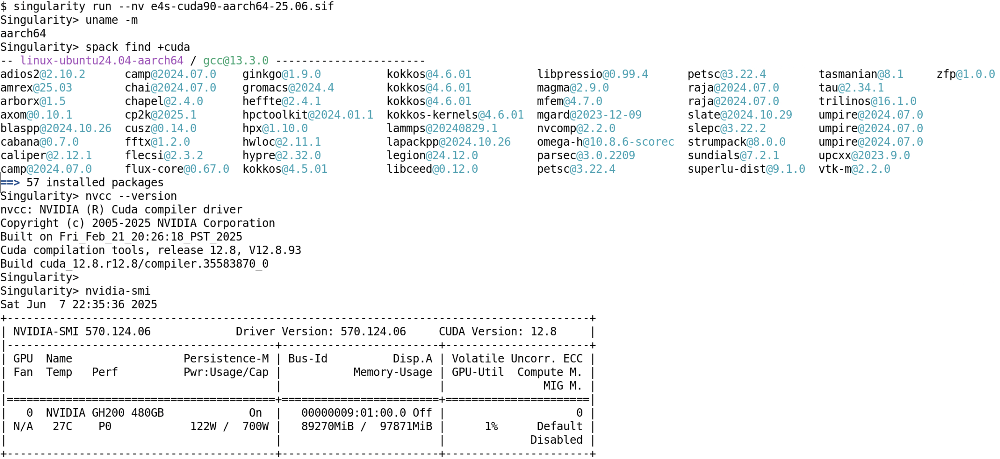 $ singularity run --nv e4s-cuda90-aarch64-25.06.sif
Singularity> uname -m
aarch64
Singularity> spack find +cuda
-- linux-ubuntu24.04-aarch64 / gcc@13.3.0 -----------------------
adios2@2.10.2      camp@2024.07.0    ginkgo@1.9.0          kokkos@4.6.01          libpressio@0.99.4      petsc@3.22.4        tasmanian@8.1     zfp@1.0.0
amrex@25.03        chai@2024.07.0    gromacs@2024.4        kokkos@4.6.01          magma@2.9.0            raja@2024.07.0      tau@2.34.1
arborx@1.5         chapel@2.4.0      heffte@2.4.1          kokkos@4.6.01          mfem@4.7.0             raja@2024.07.0      trilinos@16.1.0
axom@0.10.1        cp2k@2025.1       hpctoolkit@2024.01.1  kokkos-kernels@4.6.01  mgard@2023-12-09       slate@2024.10.29    umpire@2024.07.0
blaspp@2024.10.26  cusz@0.14.0       hpx@1.10.0            lammps@20240829.1      nvcomp@2.2.0           slepc@3.22.2        umpire@2024.07.0
cabana@0.7.0       fftx@1.2.0        hwloc@2.11.1          lapackpp@2024.10.26    omega-h@10.8.6-scorec  strumpack@8.0.0     umpire@2024.07.0
caliper@2.12.1     flecsi@2.3.2      hypre@2.32.0          legion@24.12.0         parsec@3.0.2209        sundials@7.2.1      upcxx@2023.9.0
camp@2024.07.0     flux-core@0.67.0  kokkos@4.5.01         libceed@0.12.0         petsc@3.22.4           superlu-dist@9.1.0  vtk-m@2.2.0
==> 57 installed packages
Singularity> nvcc --version
nvcc: NVIDIA (R) Cuda compiler driver
Copyright (c) 2005-2025 NVIDIA Corporation
Built on Fri_Feb_21_20:26:18_PST_2025
Cuda compilation tools, release 12.8, V12.8.93
Build cuda_12.8.r12.8/compiler.35583870_0
Singularity>
Singularity> nvidia-smi
Sat Jun  7 22:35:36 2025
+-----------------------------------------------------------------------------------------+
| NVIDIA-SMI 570.124.06             Driver Version: 570.124.06     CUDA Version: 12.8     |
|-----------------------------------------+------------------------+----------------------+
| GPU  Name                 Persistence-M | Bus-Id          Disp.A | Volatile Uncorr. ECC |
| Fan  Temp   Perf          Pwr:Usage/Cap |           Memory-Usage | GPU-Util  Compute M. |
|                                         |                        |               MIG M. |
|=========================================+========================+======================|
|   0  NVIDIA GH200 480GB             On  |   00000009:01:00.0 Off |                    0 |
| N/A   27C    P0            122W /  700W |   89270MiB /  97871MiB |      1%      Default |
|                                         |                        |             Disabled |
+-----------------------------------------+------------------------+----------------------+